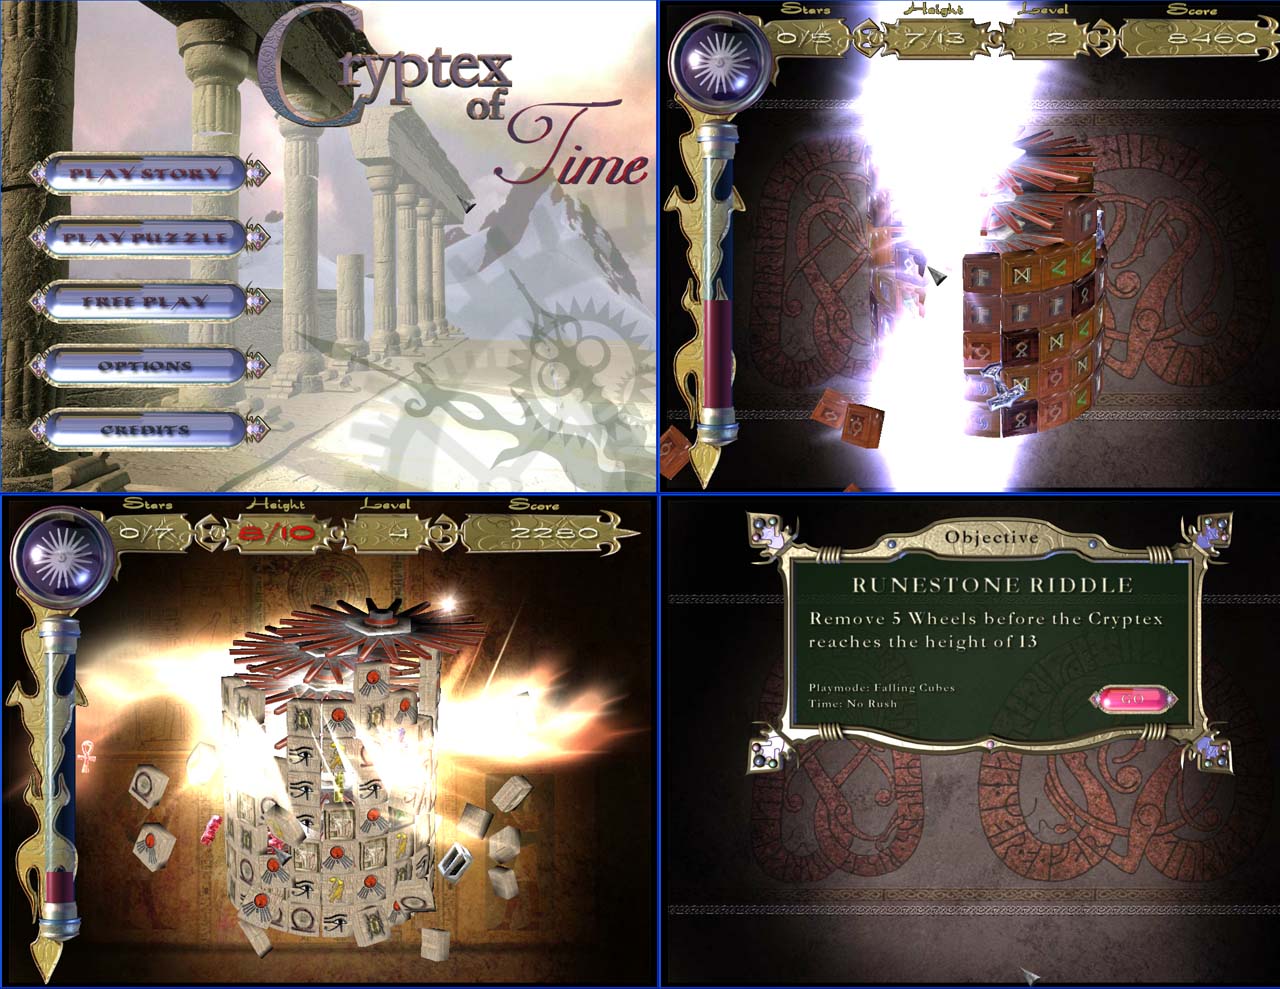 Cryptex
of
Time
PLAY STORY
PLAY PUZZLE
FREE PLAY
OPTIONS
CREDITS
Stars Height Level Score
0/5 7/13 2 8460
Stars Height Level Score
0/7 8/10 4 2280
Objective
RUNESTONE RIDDLE
Remove 5 Wheels before the Cryptex
reaches the height of 13
Playmode: Falling Cubes
Time: No Rush
GO